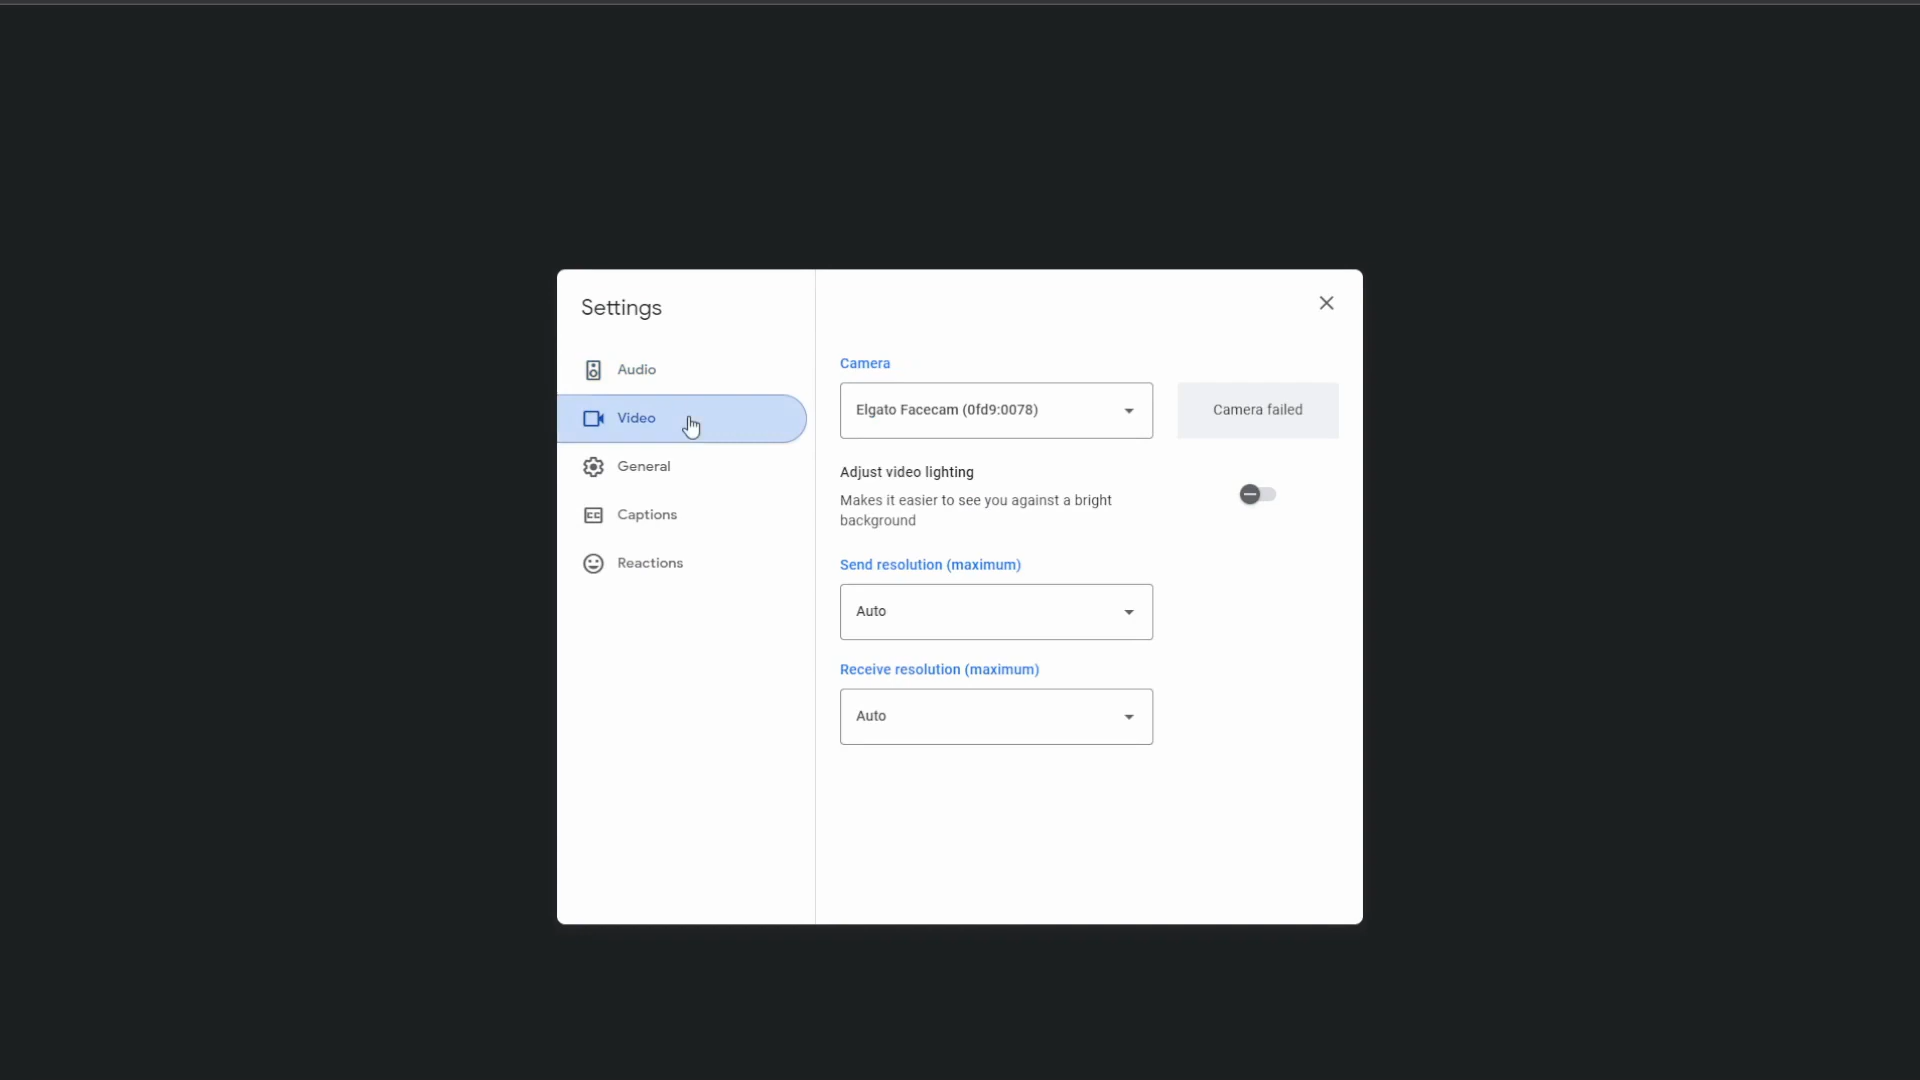 Settings
Audio
Video
General
Captions
Reactions
Camera
Elgato Facecam (0fd9:0078)
Camera failed
Adjust video lighting
Makes it easier to see you against a bright
background
Send resolution (maximum)
Auto
Receive resolution (maximum)
Auto